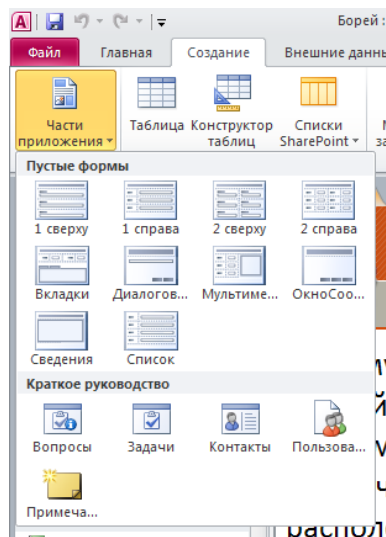 Борей :
Файл Главная Создание Внешние данны
Части приложения
Таблица
Конструктор таблиц
Списки SharePoint
Пустые формы
1 сверху 1 справа 2 сверху 2 справа
Вкладки Диалогов... Мультиме... ОкноСоо...
Сведения Список
Краткое руководство
Вопросы Задачи Контакты Пользова...
Примеча...
распол